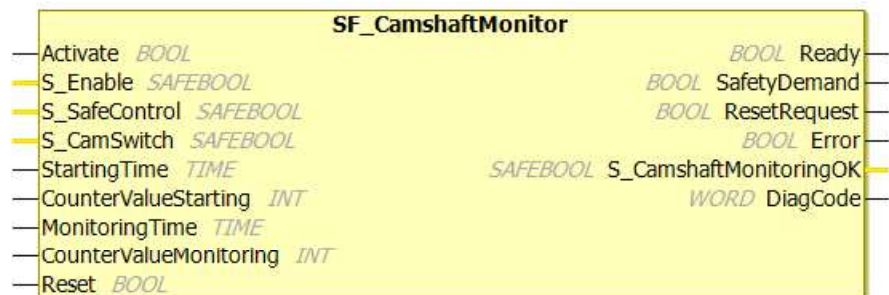 SF_CamshaftMonitor
Activate BOOL BOOL Ready
S_Enable SAFEBOOL BOOL SafetyDemand
S_SafeControl SAFEBOOL BOOL ResetRequest
S_CamSwitch SAFEBOOL BOOL Error
StartingTime TIME SAFEBOOL S_CamshaftMonitoringOK
CounterValueStarting INT WORD DiagCode
MonitoringTime TIME
CounterValueMonitoring INT
Reset BOOL